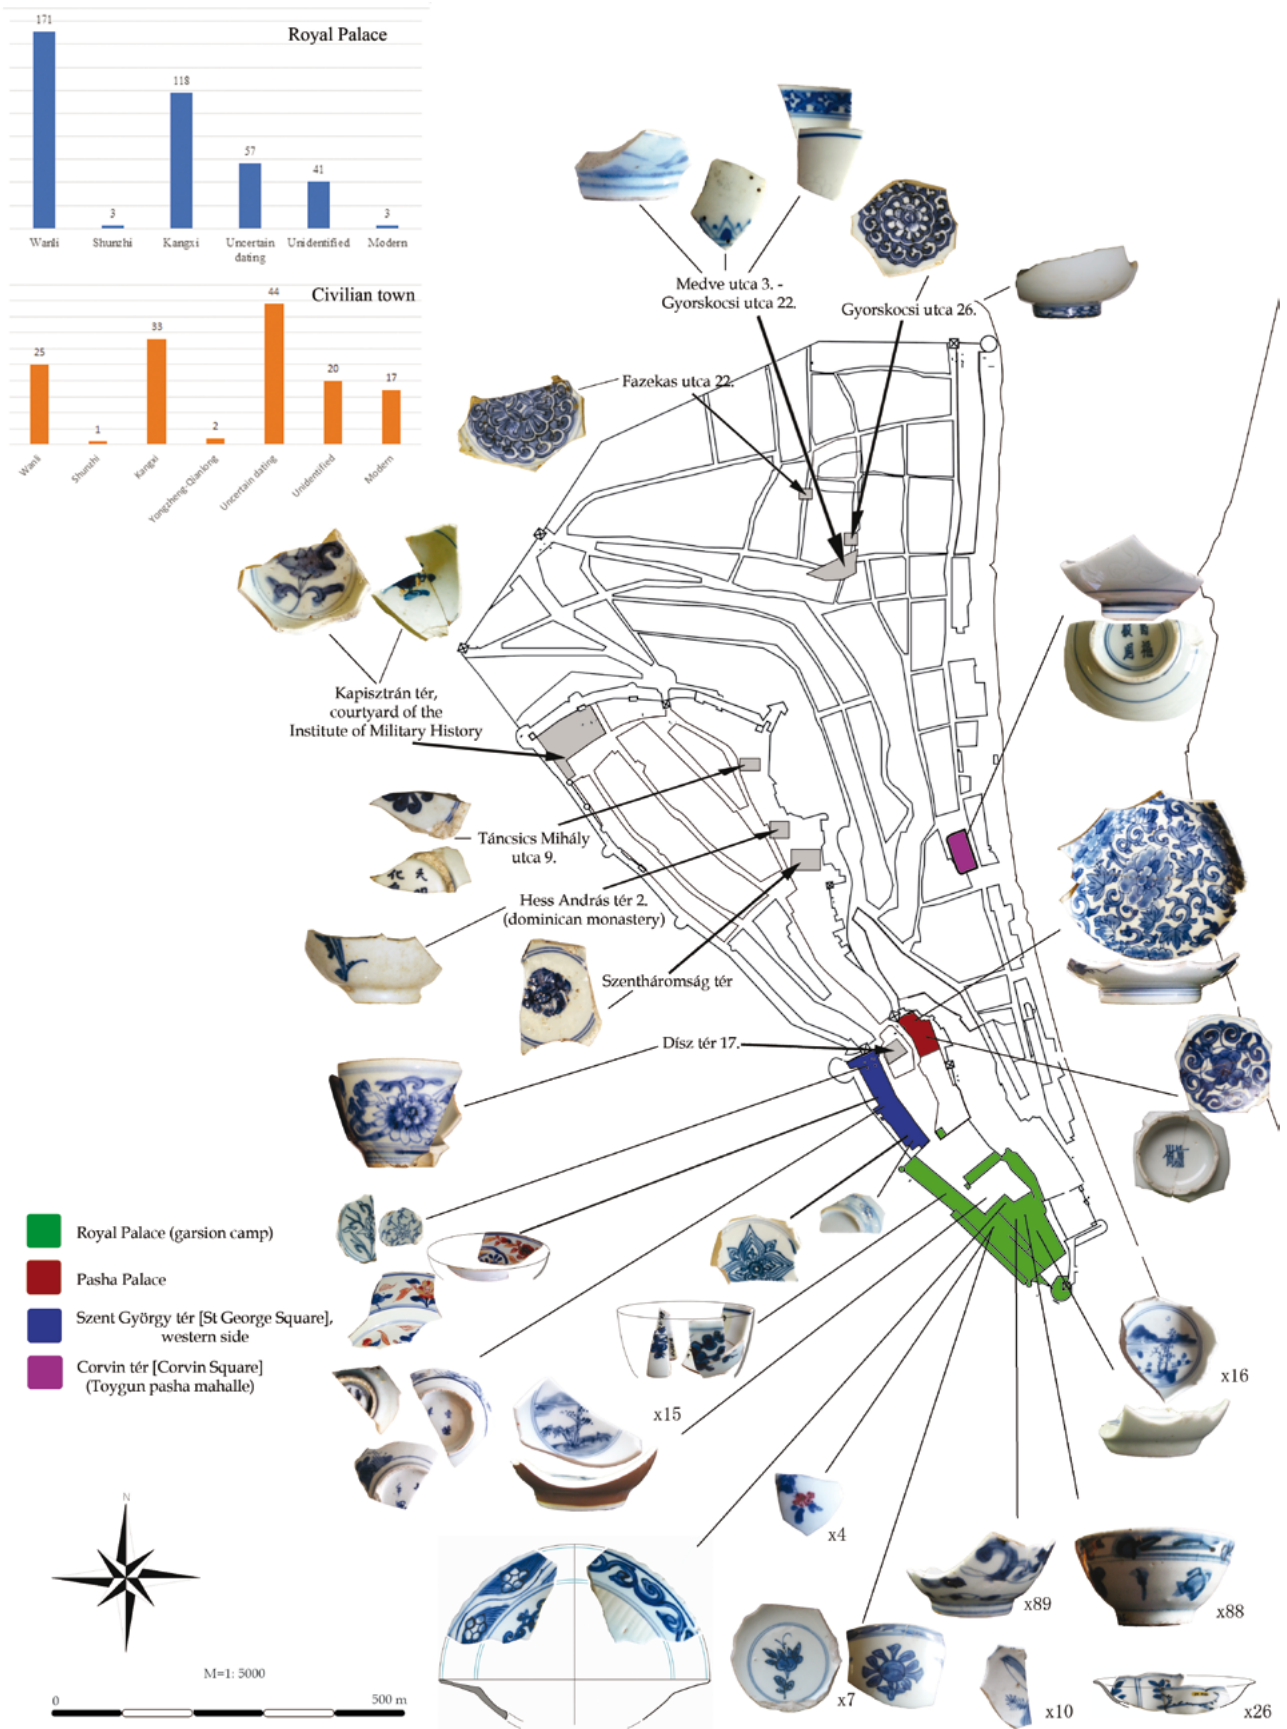 Royal Palace
171
3
118
57
41
3
Wanli
Shunzhi
Kangxi
Uncertain
dating
Unidentified
Modern
Civilian town
25
1
33
2
44
20
17
Wanli
Shunzhi
Kangxi
Yongzheng-Qianlong
Uncertain dating
Unidentified
Modern
Medve utca 3. -
Gyorskocsi utca 22.
Gyorskocsi utca 26.
Fazekas utca 22.
Kapisztrán tér,
courtyard of the
Institute of Military History
Táncsics Mihály
utca 9.
Hess András tér 2.
(dominican monastery)
Szentháromság tér
Dísz tér 17.
Royal Palace (garsion camp)
Pasha Palace
Szent György tér [St George Square],
western side
Corvin tér [Corvin Square]
(Toygun pasha mahalle)
x15
x16
x4
x89
x88
x7
x10
x26
N
M=1: 5000
0
500 m